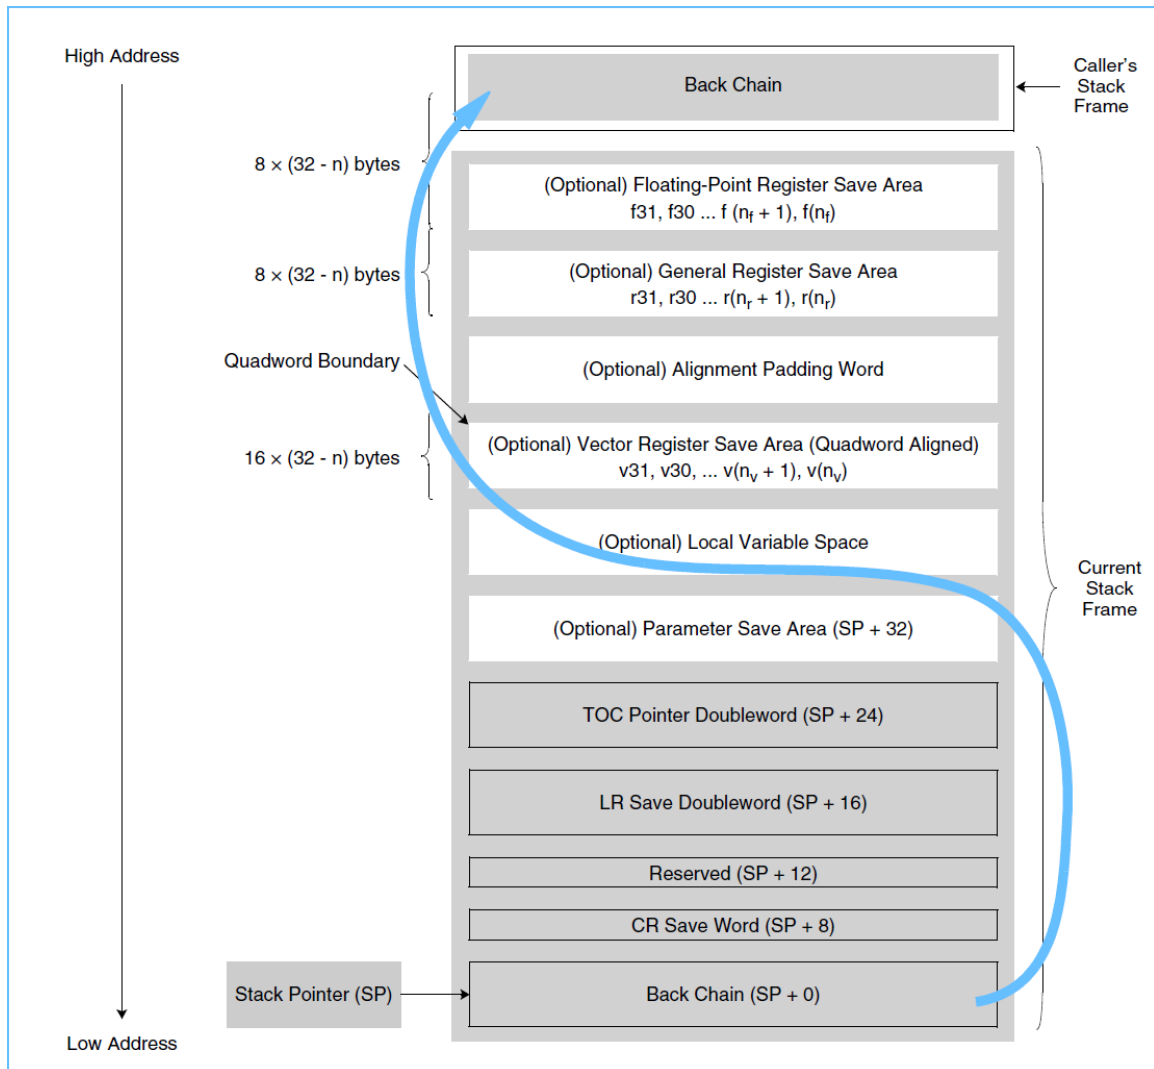 High Address
Back Chain
Caller's
Stack
Frame
8 × (32 - n) bytes
(Optional) Floating-Point Register Save Area
f31, f30 ... f (nf + 1), f(nf)
8 × (32 - n) bytes
(Optional) General Register Save Area
r31, r30 ... r(nr + 1), r(nr)
Quadword Boundary
(Optional) Alignment Padding Word
16 × (32 - n) bytes
(Optional) Vector Register Save Area (Quadword Aligned)
v31, v30, ... v(nv + 1), v(nv)
(Optional) Local Variable Space
Current
Stack
Frame
(Optional) Parameter Save Area (SP + 32)
TOC Pointer Doubleword (SP + 24)
LR Save Doubleword (SP + 16)
Reserved (SP + 12)
CR Save Word (SP + 8)
Stack Pointer (SP)
Back Chain (SP + 0)
Low Address